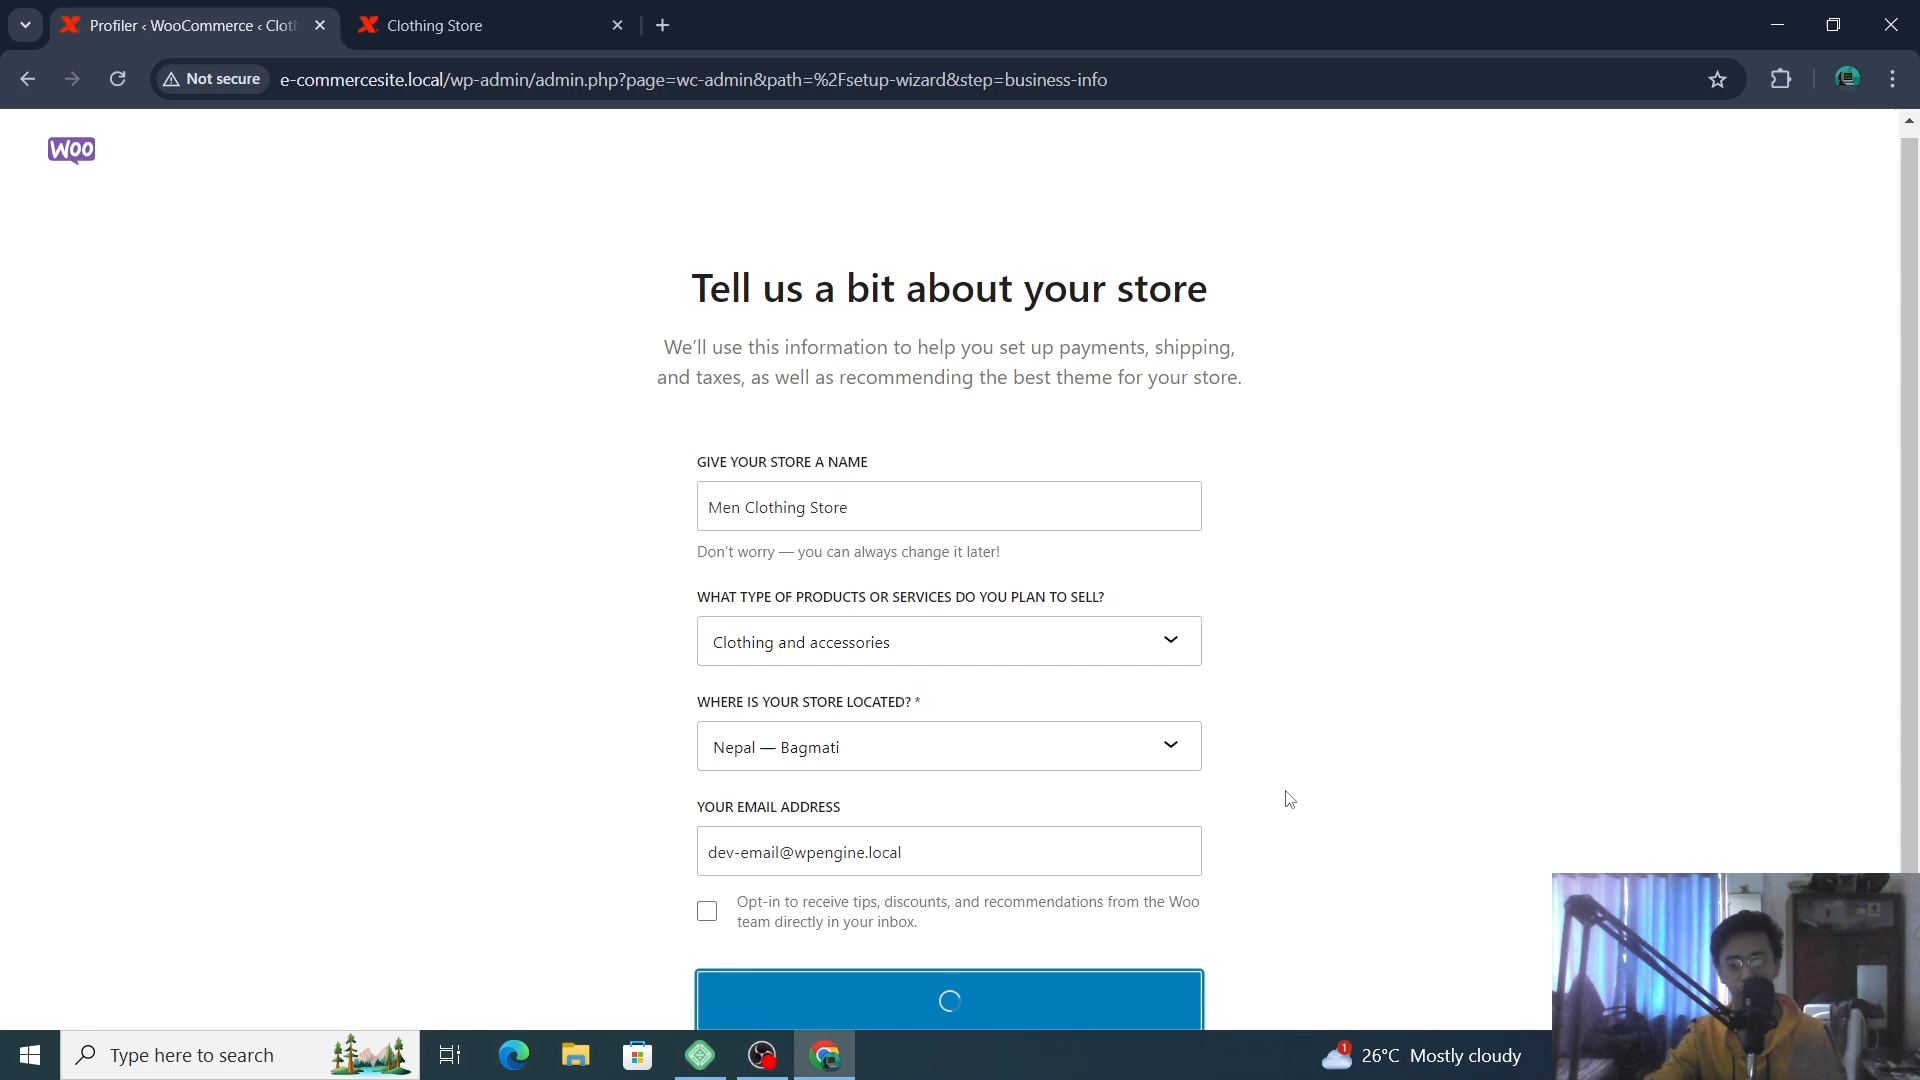 Profiler ‹ WooCommerce ‹ Cloth
Clothing Store
Not secure
e-commercesite.local/wp-admin/admin.php?page=wc-admin&path=%2Fsetup-wizard&step=business-info
WOO
Tell us a bit about your store
We’ll use this information to help you set up payments, shipping,
and taxes, as well as recommending the best theme for your store.
GIVE YOUR STORE A NAME
Men Clothing Store
Don’t worry — you can always change it later!
WHAT TYPE OF PRODUCTS OR SERVICES DO YOU PLAN TO SELL?
Clothing and accessories
WHERE IS YOUR STORE LOCATED? *
Nepal — Bagmati
YOUR EMAIL ADDRESS
dev-email@wpengine.local
Opt-in to receive tips, discounts, and recommendations from the Woo
team directly in your inbox.
Type here to search
1
26°C Mostly cloudy